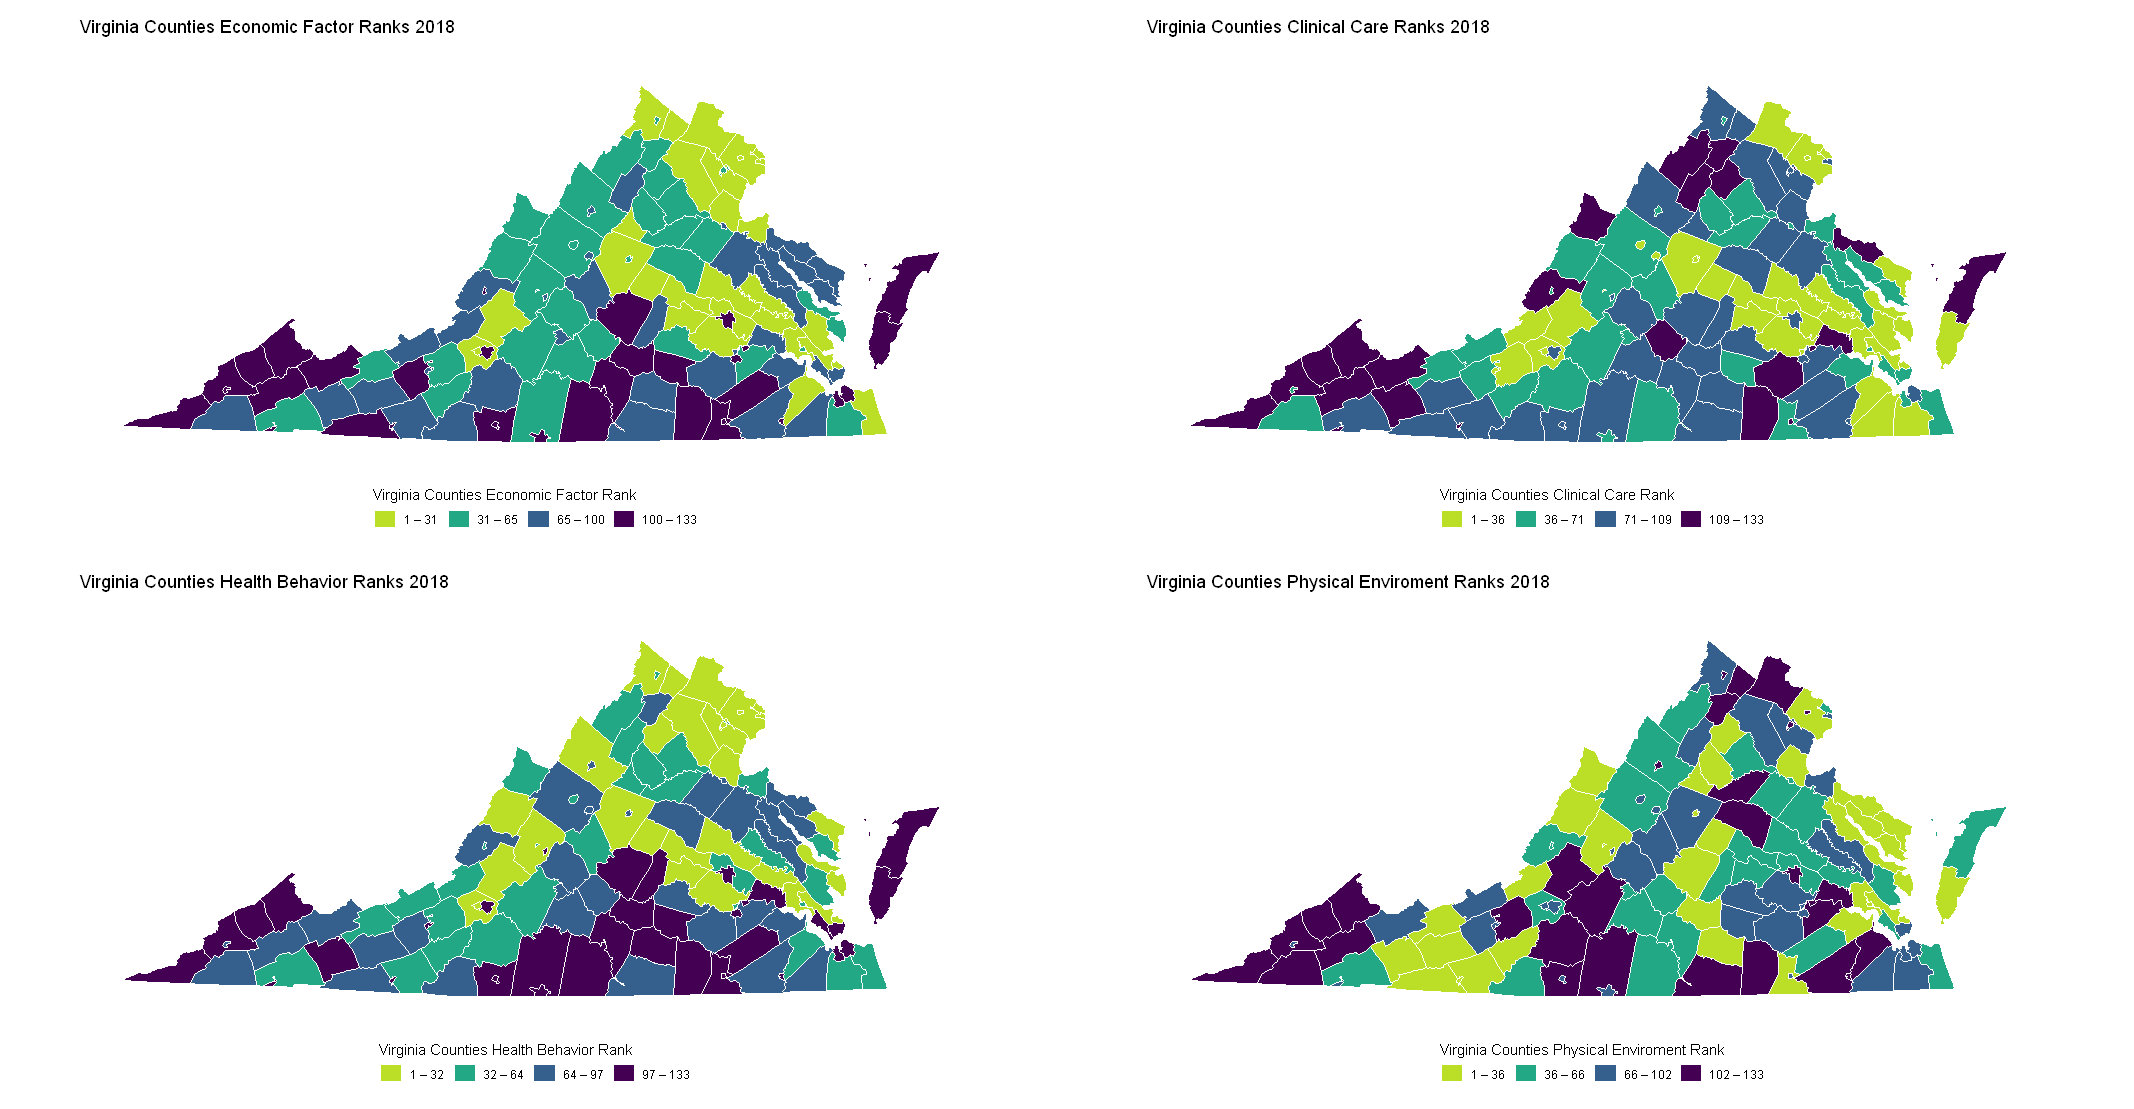 Virginia Counties Economic Factor Ranks 2018
Virginia Counties Economic Factor Rank
1 – 31 31 – 65 65 – 100 100 – 133
Virginia Counties Clinical Care Ranks 2018
Virginia Counties Clinical Care Rank
1 – 36 36 – 71 71 – 109 109 – 133
Virginia Counties Health Behavior Ranks 2018
Virginia Counties Health Behavior Rank
1 – 32 32 – 64 64 – 97 97 – 133
Virginia Counties Physical Enviroment Ranks 2018
Virginia Counties Physical Enviroment Rank
1 – 36 36 – 66 66 – 102 102 – 133